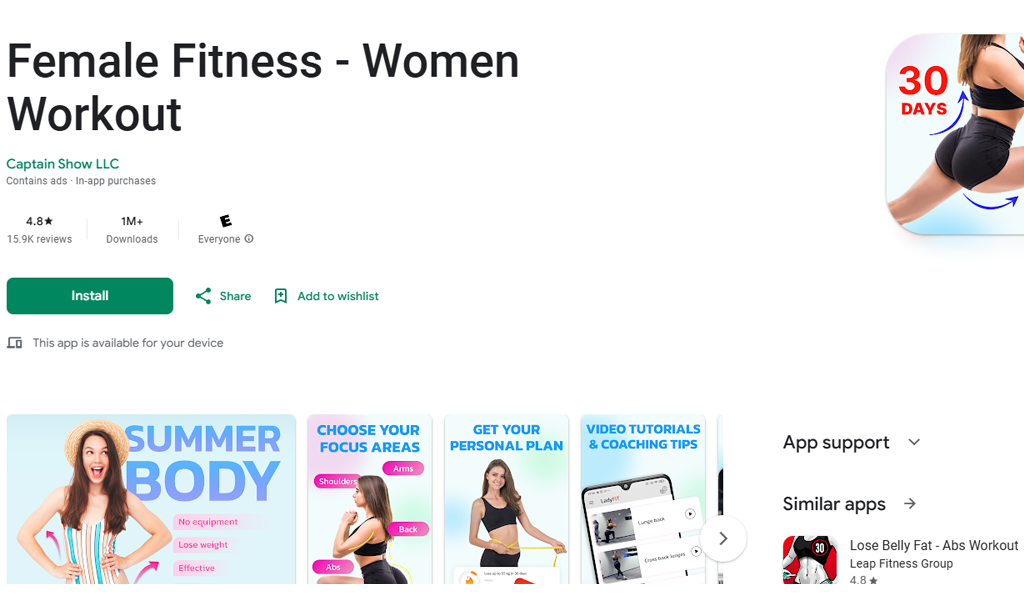 Female Fitness - Women
Workout
Captain Show LLC
Contains ads · In-app purchases
4.8★
1M+
E
15.9K reviews
Downloads
Everyone
Install
Share
Add to wishlist
This app is available for your device
30
DAYS
SUMMER
BODY
No equipment
Lose weight
Effective
CHOOSE YOUR
FOCUS AREAS
Arms
Shoulders
Back
Abs
GET YOUR
PERSONAL PLAN
VIDEO TUTORIALS
& COACHING TIPS
LadyFIT
Lunge back
Cross back lunges
App support
Similar apps
30
Lose Belly Fat - Abs Workout
Leap Fitness Group
4.8★